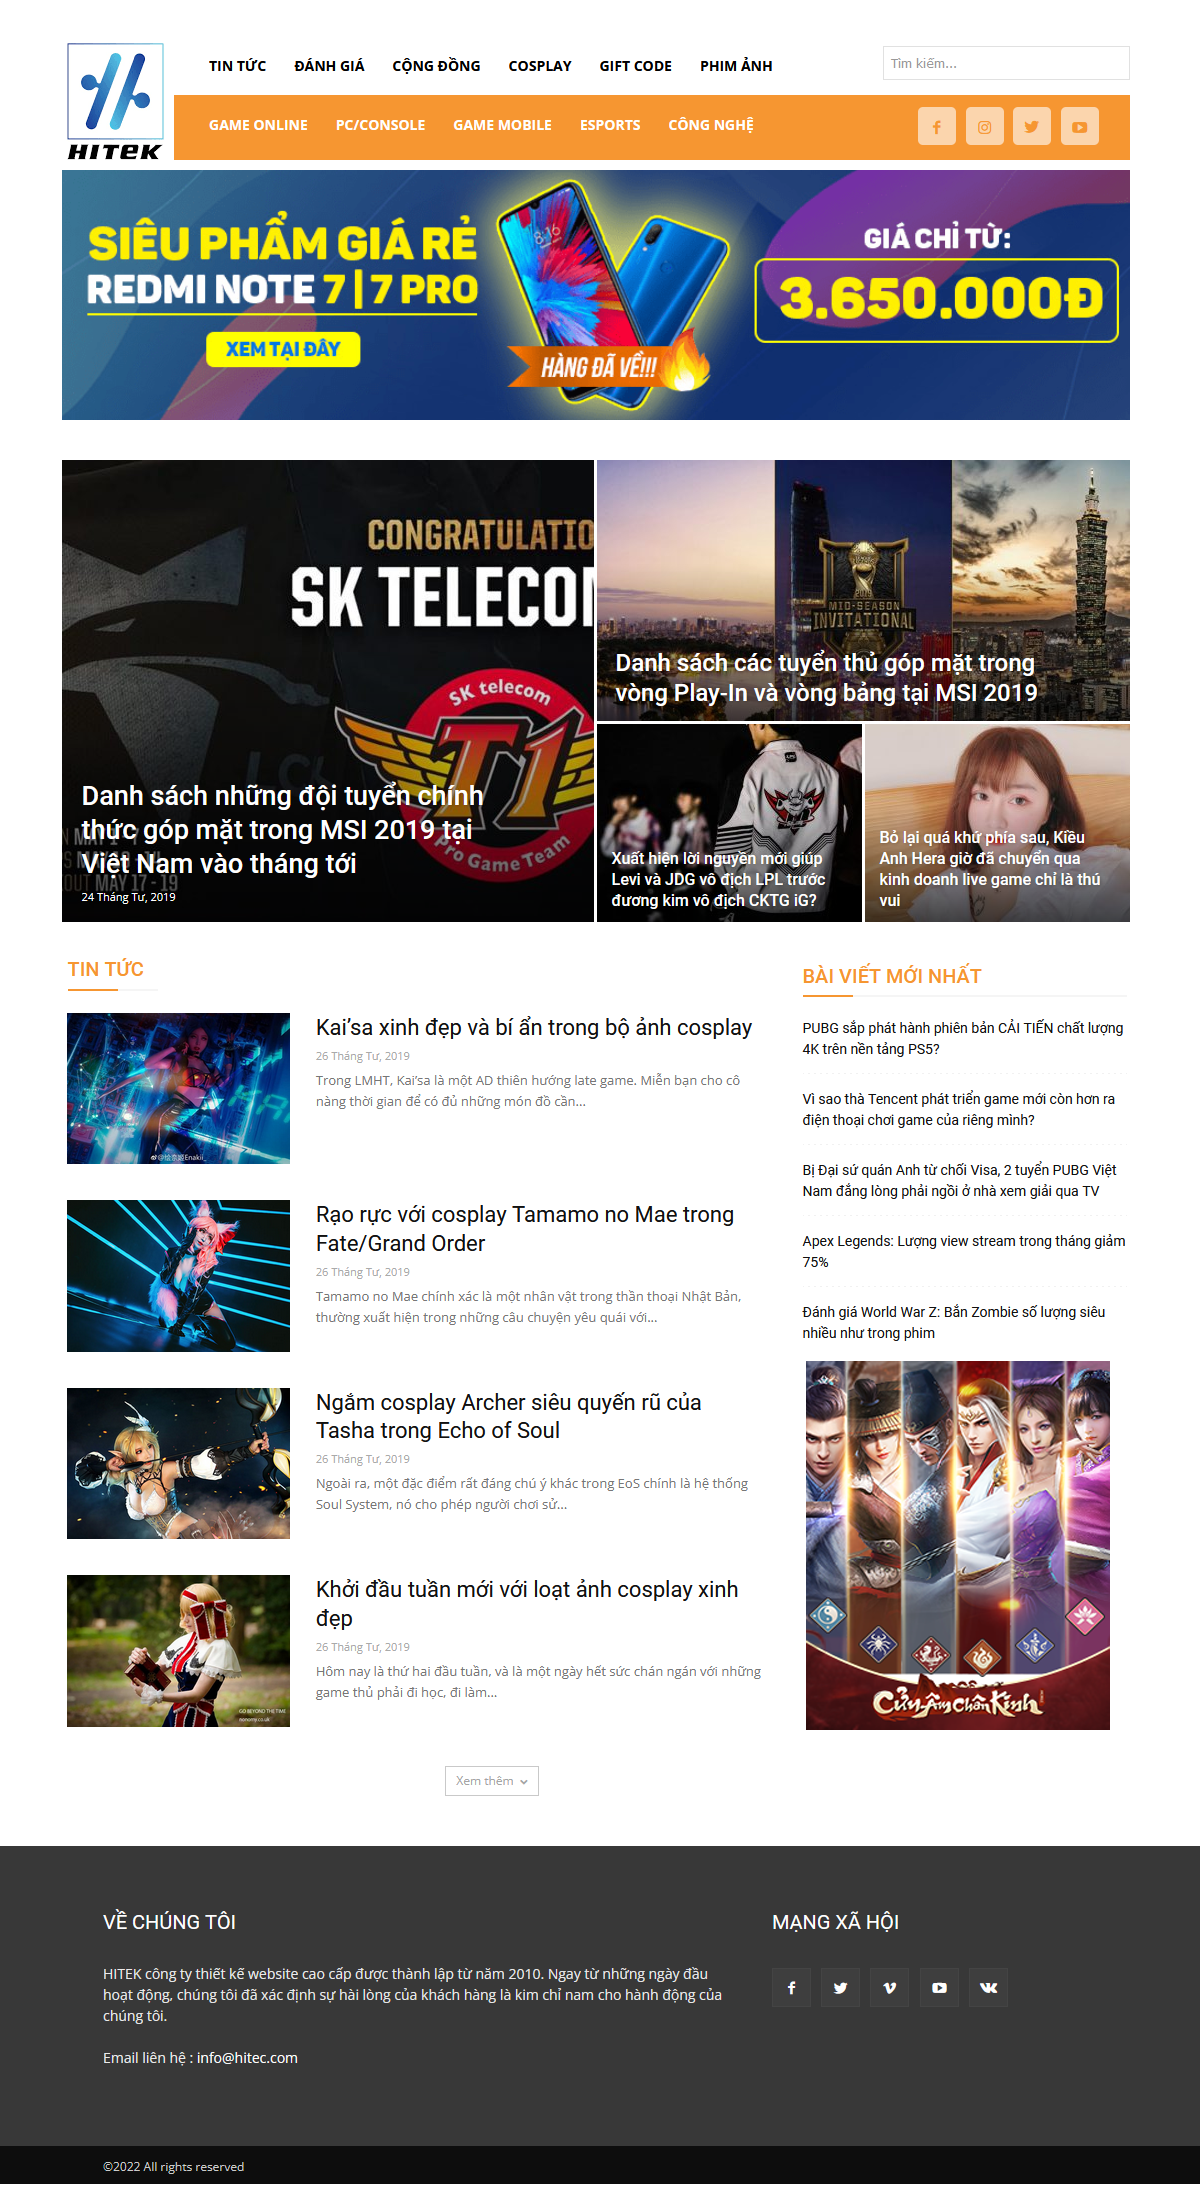 HITEK
TIN TỨC ĐÁNH GIÁ CỘNG ĐỒNG COSPLAY GIFT CODE PHIM ẢNH
Tìm kiếm...
GAME ONLINE PC/CONSOLE GAME MOBILE ESPORTS CÔNG NGHỆ
SIÊU PHẨM GIÁ RẺ
REDMI NOTE 7 | 7 PRO
XEM TẠI ĐÂY
8:16
HÀNG ĐÃ VỀ!!!
GIÁ CHỈ TỪ:
3.650.000Đ
CONGRATULATIO
SK TELECO
SK telecom
T1
Pro Game Team
Danh sách những đội tuyển chính
thức góp mặt trong MSI 2019 tại
Việt Nam vào tháng tới
MAY 17 - 19
24 Tháng Tư, 2019
MID-SEASON
INVITATIONAL
Danh sách các tuyển thủ góp mặt trong
vòng Play-In và vòng bảng tại MSI 2019
Xuất hiện lời nguyền mới giúp
Levi và JDG vô địch LPL trước
đương kim vô địch CKTG iG?
Bỏ lại quá khứ phía sau, Kiều
Anh Hera giờ đã chuyển qua
kinh doanh live game chỉ là thú
vui
TIN TỨC
Kai’sa xinh đẹp và bí ẩn trong bộ ảnh cosplay
26 Tháng Tư, 2019
Trong LMHT, Kai’sa là một AD thiên hướng late game. Miễn bạn cho cô
nàng thời gian để có đủ những món đồ cần...
Rạo rực với cosplay Tamamo no Mae trong
Fate/Grand Order
26 Tháng Tư, 2019
Tamamo no Mae chính xác là một nhân vật trong thần thoại Nhật Bản,
thường xuất hiện trong những câu chuyện yêu quái với...
Ngắm cosplay Archer siêu quyến rũ của
Tasha trong Echo of Soul
26 Tháng Tư, 2019
Ngoài ra, một đặc điểm rất đáng chú ý khác trong EoS chính là hệ thống
Soul System, nó cho phép người chơi sử...
GO BEYOND THE TIME
Khởi đầu tuần mới với loạt ảnh cosplay xinh
đẹp
26 Tháng Tư, 2019
Hôm nay là thứ hai đầu tuần, và là một ngày hết sức chán ngán với những
game thủ phải đi học, đi làm...
Xem thêm
BÀI VIẾT MỚI NHẤT
PUBG sắp phát hành phiên bản CẢI TIẾN chất lượng
4K trên nền tảng PS5?
Vì sao thà Tencent phát triển game mới còn hơn ra
điện thoại chơi game của riêng mình?
Bị Đại sứ quán Anh từ chối Visa, 2 tuyển PUBG Việt
Nam đắng lòng phải ngồi ở nhà xem giải qua TV
Apex Legends: Lượng view stream trong tháng giảm
75%
Đánh giá World War Z: Bắn Zombie số lượng siêu
nhiều như trong phim
Cửu Âm Chân Kinh
VỀ CHÚNG TÔI
HITEK công ty thiết kế website cao cấp được thành lập từ năm 2010. Ngay từ những ngày đầu
hoạt động, chúng tôi đã xác định sự hài lòng của khách hàng là kim chỉ nam cho hành động của
chúng tôi.
Email liên hệ : info@hitec.com
MẠNG XÃ HỘI
©2022 All rights reserved